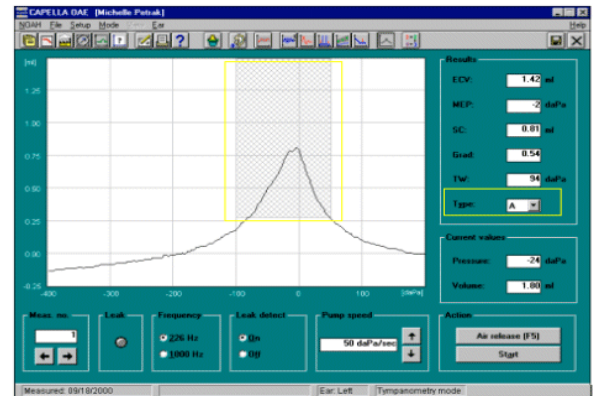 CAPELLA OAE [Michelle Petrak]
NOAH File Setup Mode Ear Help
[ml]
1.25
1.00
0.75
0.50
0.25
0.00
-0.25
-400 -300 -200 -100 0 100 [daPa]
Results
ECV: 1.42 ml
MEP: -2 daPa
SC: 0.81 ml
Grad: 0.54
TW: 94 daPa
Type: A
Current values
Pressure: -24 daPa
Volume: 1.80 ml
Meas. no.
1
Leak
Frequency
226 Hz
1000 Hz
Leak detect
On
Off
Pump speed
50 daPa/sec
Action
Air release (F5)
Start
Measured: 09/18/2000 Ear: Left Tympanometry mode